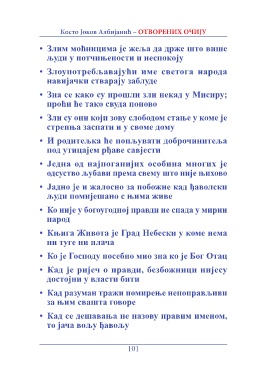 Косто Јоков Албијанић – ОТВОРЕНИХ ОЧИЈУ
• Злим моћницима је жеља да држе што више
људи у потчињености и неспокоју
• Злоупотребљавајући име светога народа
навијачки стварају заблуде
• Зна се како су прошли зли некад у Мисиру;
проћи ће тако свуда поново
• Зли су они који зову слободом стање у коме је
стрепња заспати и у своме дому
• И родитељка ће попљувати доброчинитеља
под утицајем рђаве савјести
• Једна од најпоганијих особина многих је
одсуство љубави према свему што није њихово
• Јадно је и жалосно за побожне кад ђаволски
људи помијешано с њима живе
• Ко није у богоугодној правди не спада у мирни
народ
• Књига Живота је Град Небески у коме нема
ни туге ни плача
• Ко је Господу посебно мио зна ко је Бог Отац
• Кад је ријеч о правди, безбожници нијесу
достојни у власти бити
• Кад разуман тражи помирење непоправљиви
за њим свашта говоре
• Кад се дешавања не назову правим именом,
то јача вољу ђавољу
101